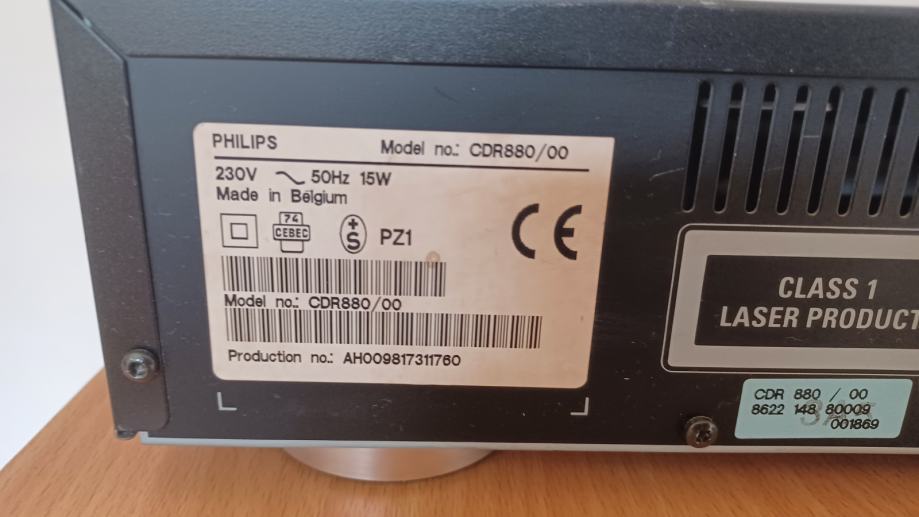 PHILIPS Model no.: CDR880/00
230V 50Hz 15W
Made in Belgium
74
CEBEC
+
S
PZ1
CE
Model no.: CDR880/00
Production no.: AH009817311760
CLASS 1
LASER PRODUCT
CDR 880 / 00
8622 148 80009
001869